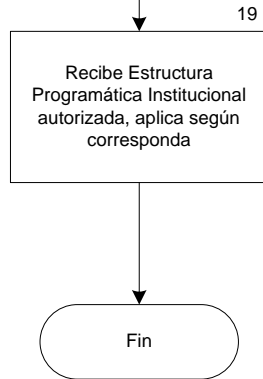 19
Recibe Estructura
Programática Institucional
autorizada, aplica según
corresponda
Fin